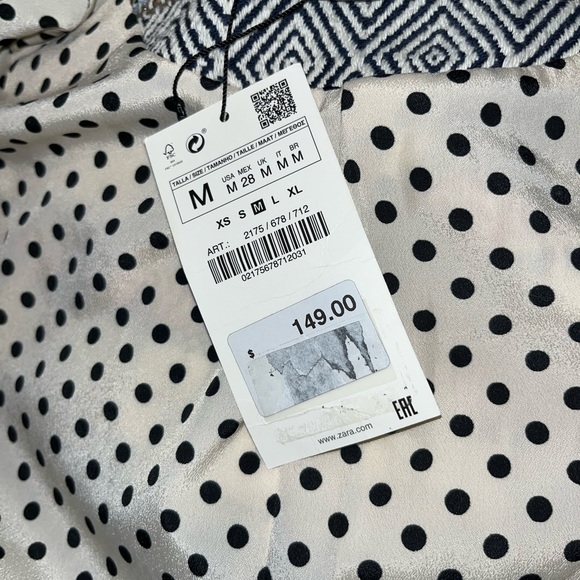 FSC
TALLA / SIZE / TAMANHO / TAILLE / MAAT / ΜΕΓΕΘΟΣ
M
USA MEX UK IT BR
M 28 M M M
XS S M L XL
ART.: 2175 / 678 / 712
02175678712031
149.00
$
EAC
www.zara.com